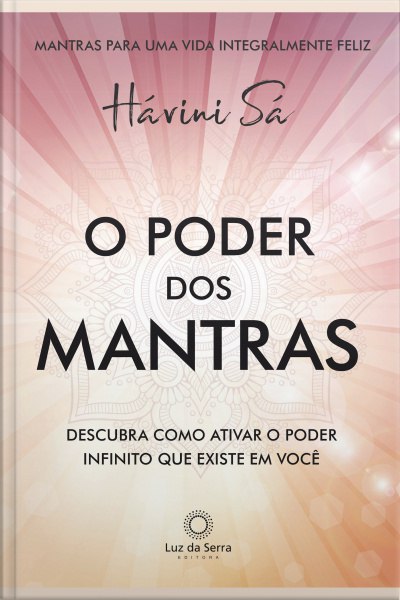 MANTRAS PARA UMA VIDA INTEGRALMENTE FELIZ
Hávini Sá
O PODER
DOS
MANTRAS
DESCUBRA COMO ATIVAR O PODER
INFINITO QUE EXISTE EM VOCÊ
Luz da Serra
EDITORA